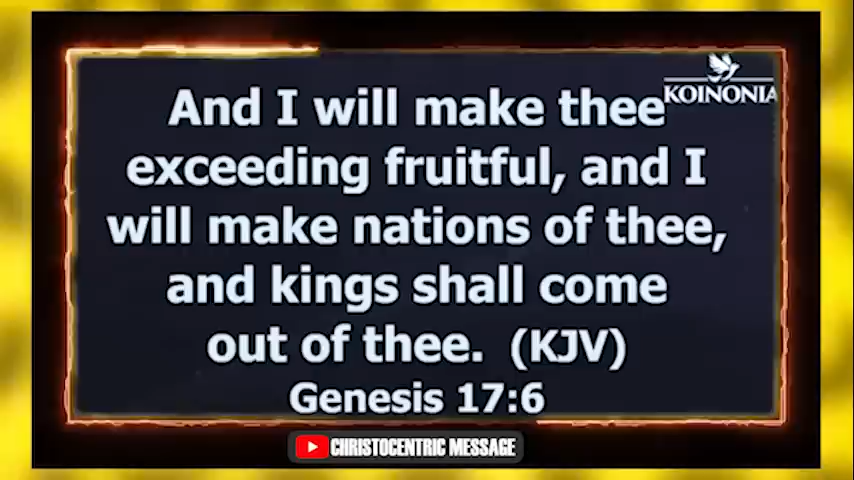 And I will make thee
KOINONIA
exceeding fruitful, and I
will make nations of thee,
and kings shall come
out of thee. (KJV)
Genesis 17:6
CHRISTOCENTRIC MESSAGE